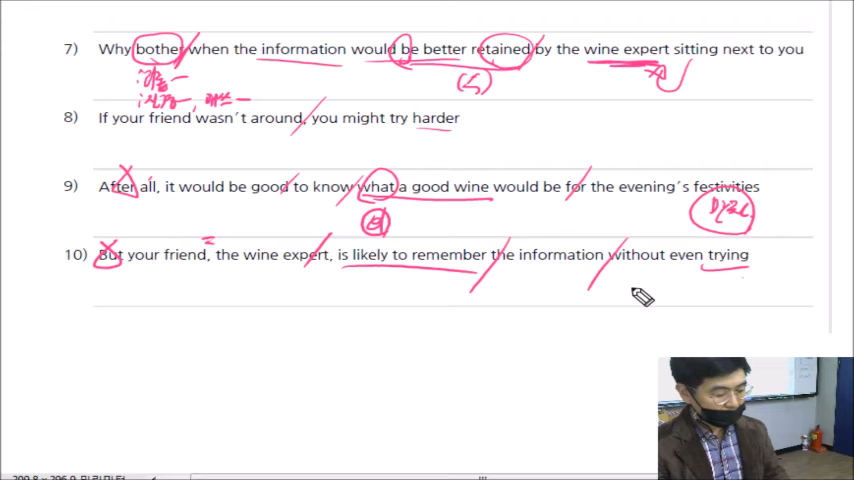 7) Why bother when the information would be better retained by the wine expert sitting next to you
8) If your friend wasn´t around, you might try harder
9) After all, it would be good to know what a good wine would be for the evening´s festivities
10) But your friend, the wine expert, is likely to remember the information without even trying